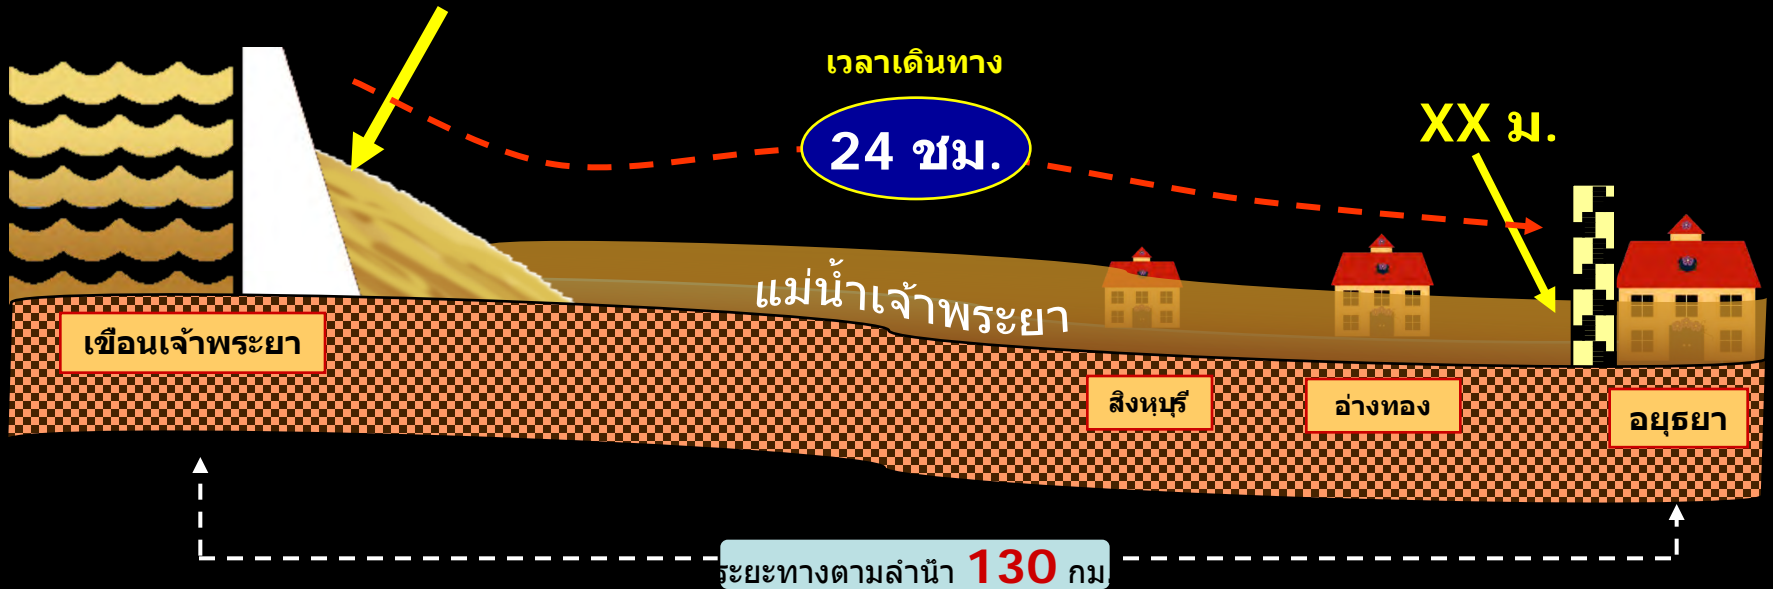 เวลาเดินทาง
24 ชม.
XX ม.
แม่น้ำเจ้าพระยา
เขื่อนเจ้าพระยา
สิงหบุรี
อ่างทอง
อยุธยา
ระยะทางตามลำน้ำ 130 กม.